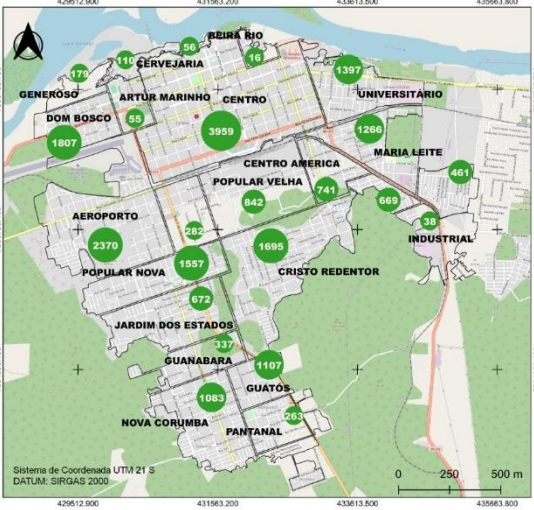 429512.900 431563.200 433613.500 435663.800
BEIRA RIO
56
16
110
CERVEJARIA
179
1397
GENEROSO
ARTUR MARINHO
CENTRO
UNIVERSITÁRIO
DOM BOSCO
55
3959
1266
1807
MARIA LEITE
CENTRO AMERICA
461
POPULAR VELHA
741
842
669
AEROPORTO
38
282
INDUSTRIAL
2370
1695
1557
POPULAR NOVA
CRISTO REDENTOR
672
JARDIM DOS ESTADOS
337
GUANABARA
1107
GUATÓS
1083
263
NOVA CORUMBA
PANTANAL
Sistema de Coordenada UTM 21 S
DATUM: SIRGAS 2000
0 250 500 m
429512.900 431563.200 433613.500 435663.800